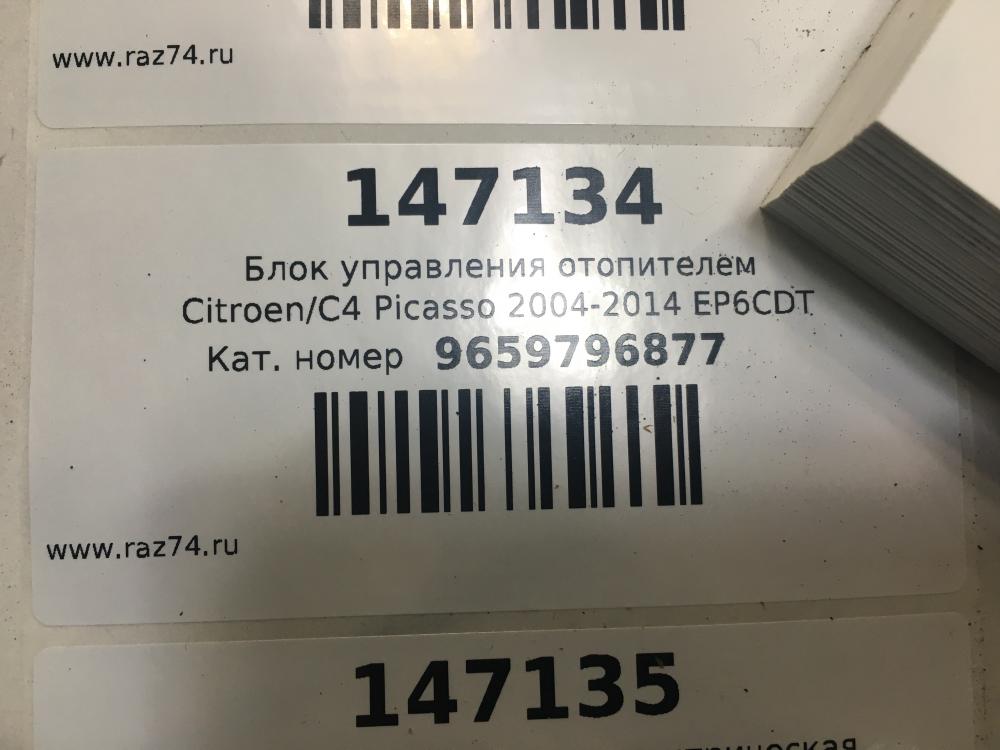 www.raz74.ru
147134
Блок управления отопителем
Citroen/C4 Picasso 2004-2014 EP6CDT
Кат. номер 9659796877
www.raz74.ru
147135